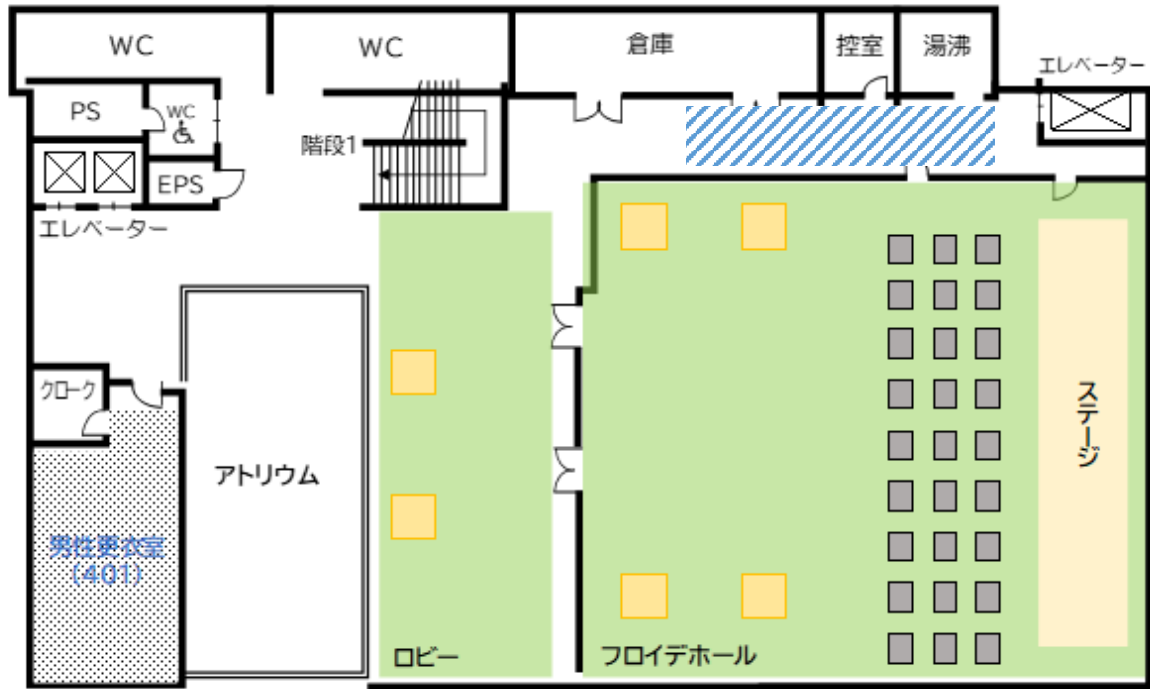 WC
WC
倉庫
控室
湯沸
エレベーター
PS
WC
階段1
EPS
エレベーター
クローク
アトリウム
ステージ
男性更衣室
(401)
ロビー
フロイデホール